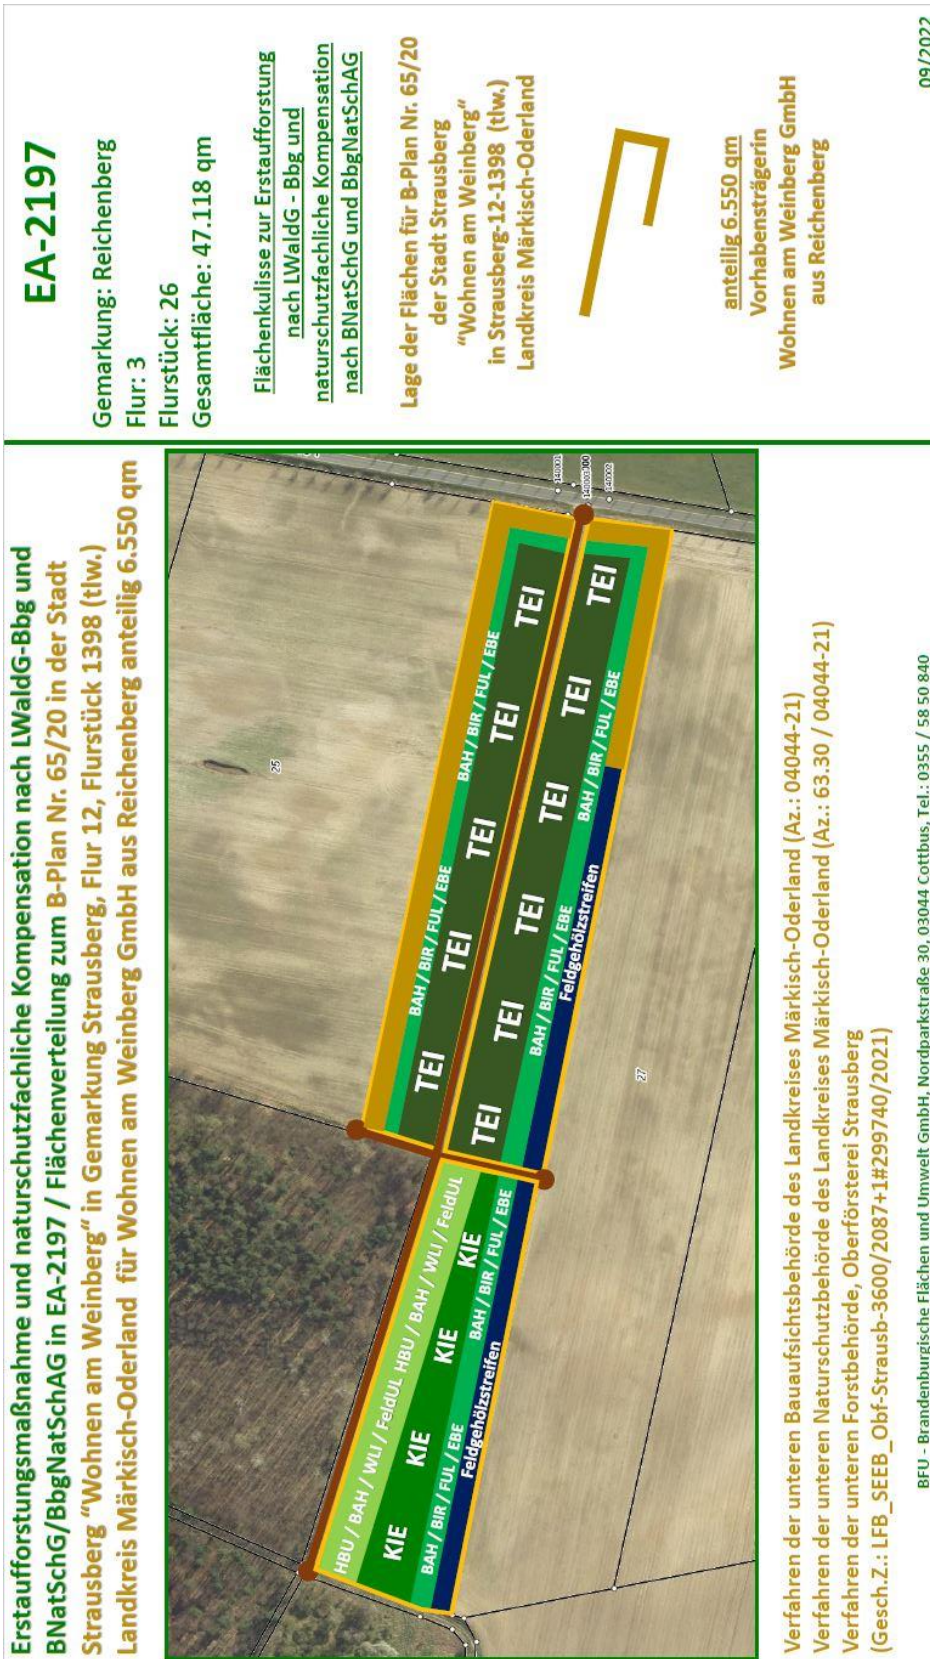 Erstaufforstungsmaßnahme und naturschutzfachliche Kompensation nach LWaldG-Bbg und
BNatSchG/BbgNatSchAG in EA-2197 / Flächenverteilung zum B-Plan Nr. 65/20 in der Stadt
Strausberg "Wohnen am Weinberg" in Gemarkung Strausberg, Flur 12, Flurstück 1398 (tlw.)
Landkreis Märkisch-Oderland für Wohnen am Weinberg GmbH aus Reichenberg anteilig 6.550 qm
25
27
140001
140002
HBU / BAH / WLI / FeldUL HBU / BAH / WLI / FeldUL
KIE KIE KIE KIE
BAH / BIR / FUL / EBE BAH / BIR / FUL / EBE
Feldgehölzstreifen
BAH / BIR / FUL / EBE BAH / BIR / FUL / EBE
TEI TEI TEI TEI TEI
TEI TEI TEI TEI TEI TEI
BAH / BIR / FUL / EBE BAH / BIR / FUL / EBE
Feldgehölzstreifen
Verfahren der unteren Bauaufsichtsbehörde des Landkreises Märkisch-Oderland (Az.: 04044-21)
Verfahren der unteren Naturschutzbehörde des Landkreises Märkisch-Oderland (Az.: 63.30 / 04044-21)
Verfahren der unteren Forstbehörde, Oberförsterei Strausberg
(Gesch.Z.: LFB_SEEB_Obf-Strausb-3600/2087+1#299740/2021)
BFU - Brandenburgische Flächen und Umwelt GmbH, Nordparkstraße 30, 03044 Cottbus, Tel.: 0355 / 58 50 840
EA-2197
Gemarkung: Reichenberg
Flur: 3
Flurstück: 26
Gesamtfläche: 47.118 qm
Flächenkulisse zur Erstaufforstung
nach LWaldG - Bbg und
naturschutzfachliche Kompensation
nach BNatSchG und BbgNatSchAG
Lage der Flächen für B-Plan Nr. 65/20
der Stadt Strausberg
"Wohnen am Weinberg"
in Strausberg-12-1398 (tlw.)
Landkreis Märkisch-Oderland
anteilig 6.550 qm
Vorhabensträgerin
Wohnen am Weinberg GmbH
aus Reichenberg
09/2022